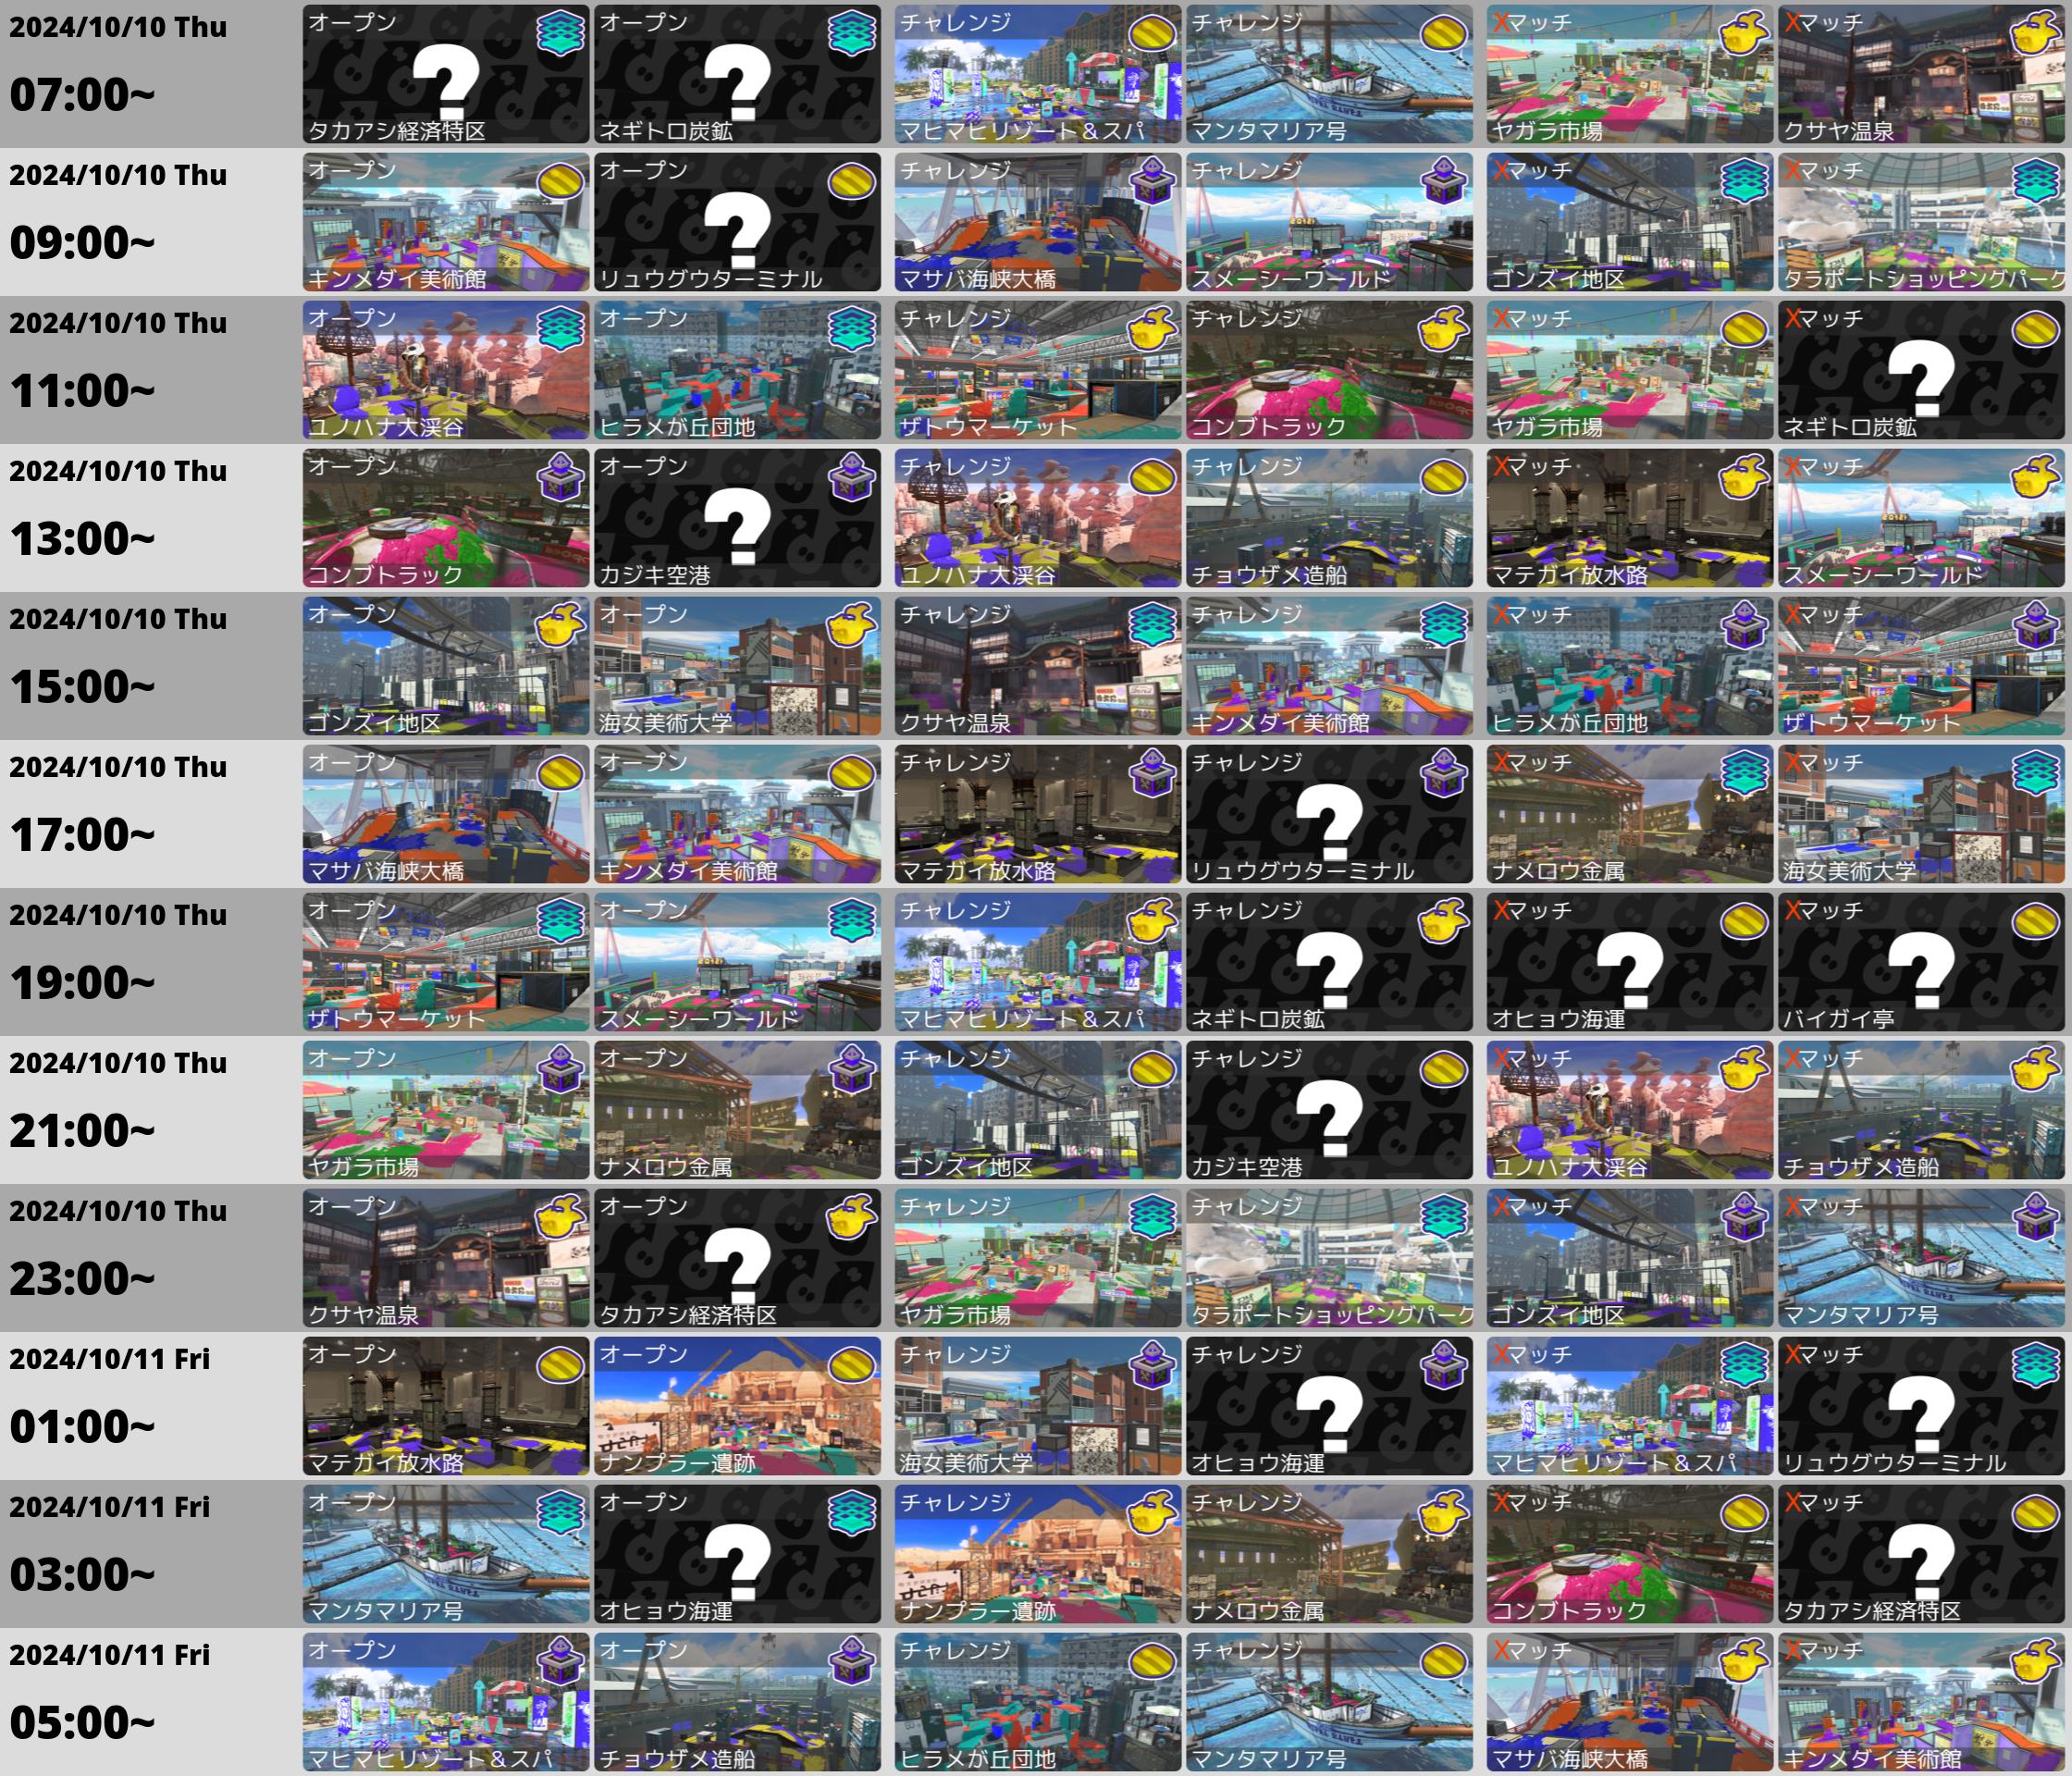 2024/10/10 Thu
07:00~
オープン オープン チャレンジ チャレンジ Xマッチ Xマッチ
タカアシ経済特区 ネギトロ炭鉱 マヒマヒリゾート&スパ マンタマリア号 ヤガラ市場 クサヤ温泉
2024/10/10 Thu
09:00~
オープン オープン チャレンジ チャレンジ Xマッチ Xマッチ
キンメダイ美術館 リュウグウターミナル マサバ海峡大橋 スメーシーワールド ゴンズイ地区 タラポートショッピングパーク
2024/10/10 Thu
11:00~
オープン オープン チャレンジ チャレンジ Xマッチ Xマッチ
ユノハナ大渓谷 ヒラメが丘団地 ザトウマーケット コンブトラック ヤガラ市場 ネギトロ炭鉱
2024/10/10 Thu
13:00~
オープン オープン チャレンジ チャレンジ Xマッチ Xマッチ
コンブトラック カジキ空港 ユノハナ大渓谷 チョウザメ造船 マテガイ放水路 スメーシーワールド
2024/10/10 Thu
15:00~
オープン オープン チャレンジ チャレンジ Xマッチ Xマッチ
ゴンズイ地区 海女美術大学 クサヤ温泉 キンメダイ美術館 ヒラメが丘団地 ザトウマーケット
2024/10/10 Thu
17:00~
オープン オープン チャレンジ チャレンジ Xマッチ Xマッチ
マサバ海峡大橋 キンメダイ美術館 マテガイ放水路 リュウグウターミナル ナメロウ金属 海女美術大学
2024/10/10 Thu
19:00~
オープン オープン チャレンジ チャレンジ Xマッチ Xマッチ
ザトウマーケット スメーシーワールド マヒマヒリゾート&スパ ネギトロ炭鉱 オヒョウ海運 バイガイ亭
2024/10/10 Thu
21:00~
オープン オープン チャレンジ チャレンジ Xマッチ Xマッチ
ヤガラ市場 ナメロウ金属 ゴンズイ地区 カジキ空港 ユノハナ大渓谷 チョウザメ造船
2024/10/10 Thu
23:00~
オープン オープン チャレンジ チャレンジ Xマッチ Xマッチ
クサヤ温泉 タカアシ経済特区 ヤガラ市場 タラポートショッピングパーク ゴンズイ地区 マンタマリア号
2024/10/11 Fri
01:00~
オープン オープン チャレンジ チャレンジ Xマッチ Xマッチ
マテガイ放水路 ナンプラー遺跡 海女美術大学 オヒョウ海運 マヒマヒリゾート&スパ リュウグウターミナル
2024/10/11 Fri
03:00~
オープン オープン チャレンジ チャレンジ Xマッチ Xマッチ
マンタマリア号 オヒョウ海運 ナンプラー遺跡 ナメロウ金属 コンブトラック タカアシ経済特区
2024/10/11 Fri
05:00~
オープン オープン チャレンジ チャレンジ Xマッチ Xマッチ
マヒマヒリゾート&スパ チョウザメ造船 ヒラメが丘団地 マンタマリア号 マサバ海峡大橋 キンメダイ美術館